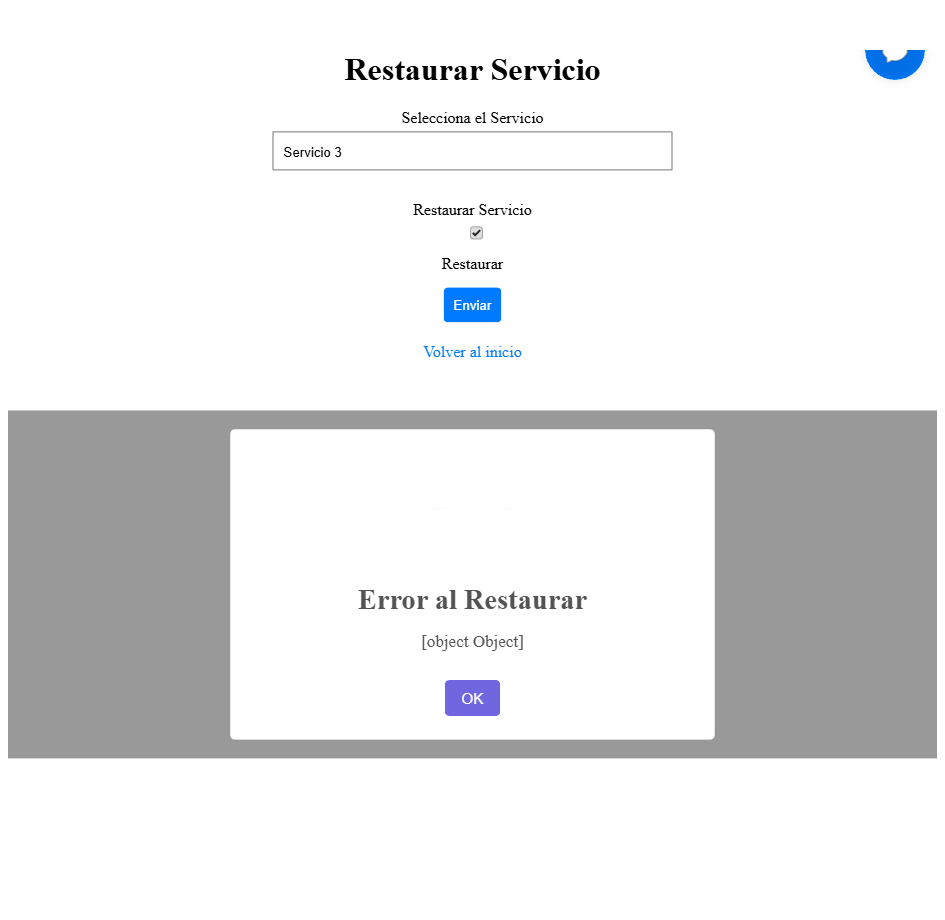 Restaurar Servicio
Selecciona el Servicio
Servicio 3
Restaurar Servicio
Restaurar
Enviar
Volver al inicio
Error al Restaurar
[object Object]
OK